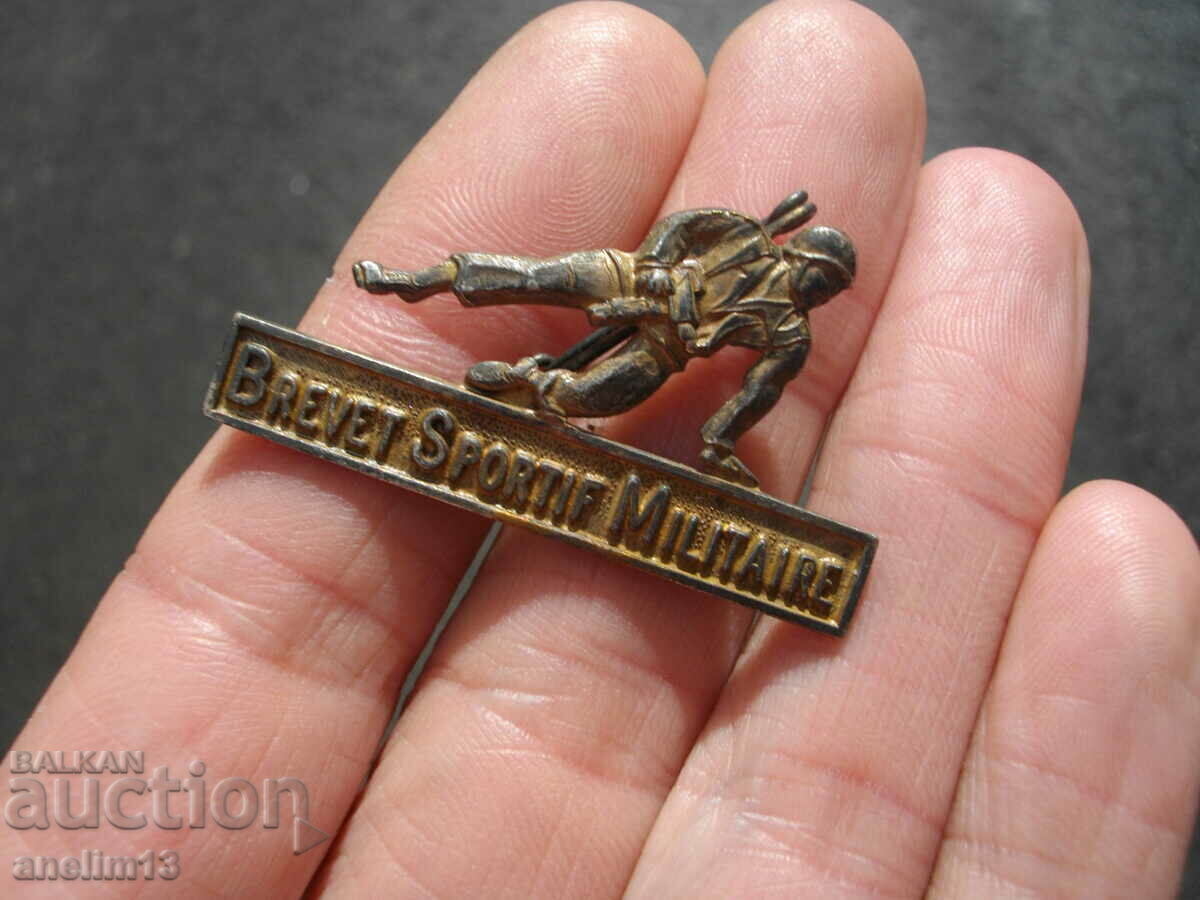 BREVET SPORTIF MILITAIRE
BALKAN
auction
anelim13